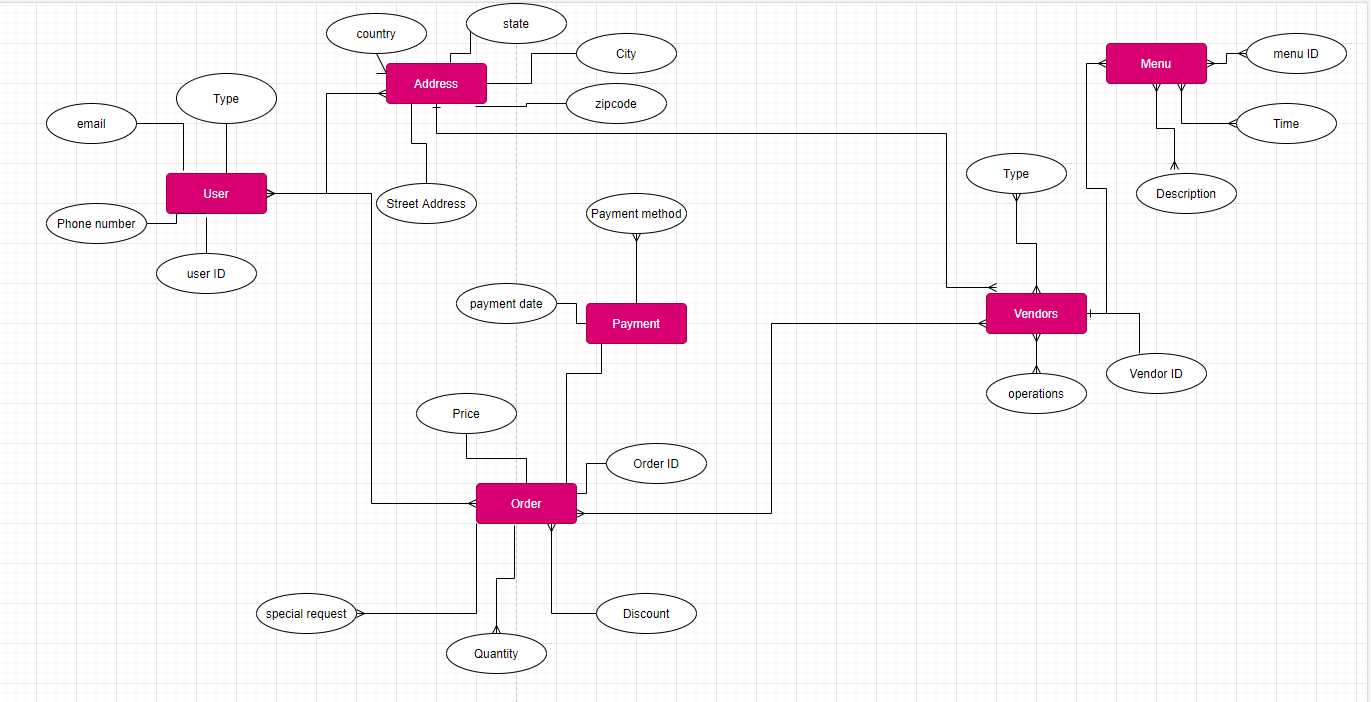 state
country
City
Menu
menu ID
Address
Type
zipcode
email
Time
Type
User
Description
Street Address
Payment method
Phone number
user ID
payment date
Vendors
Payment
Vendor ID
operations
Price
Order ID
Order
special request
Discount
Quantity